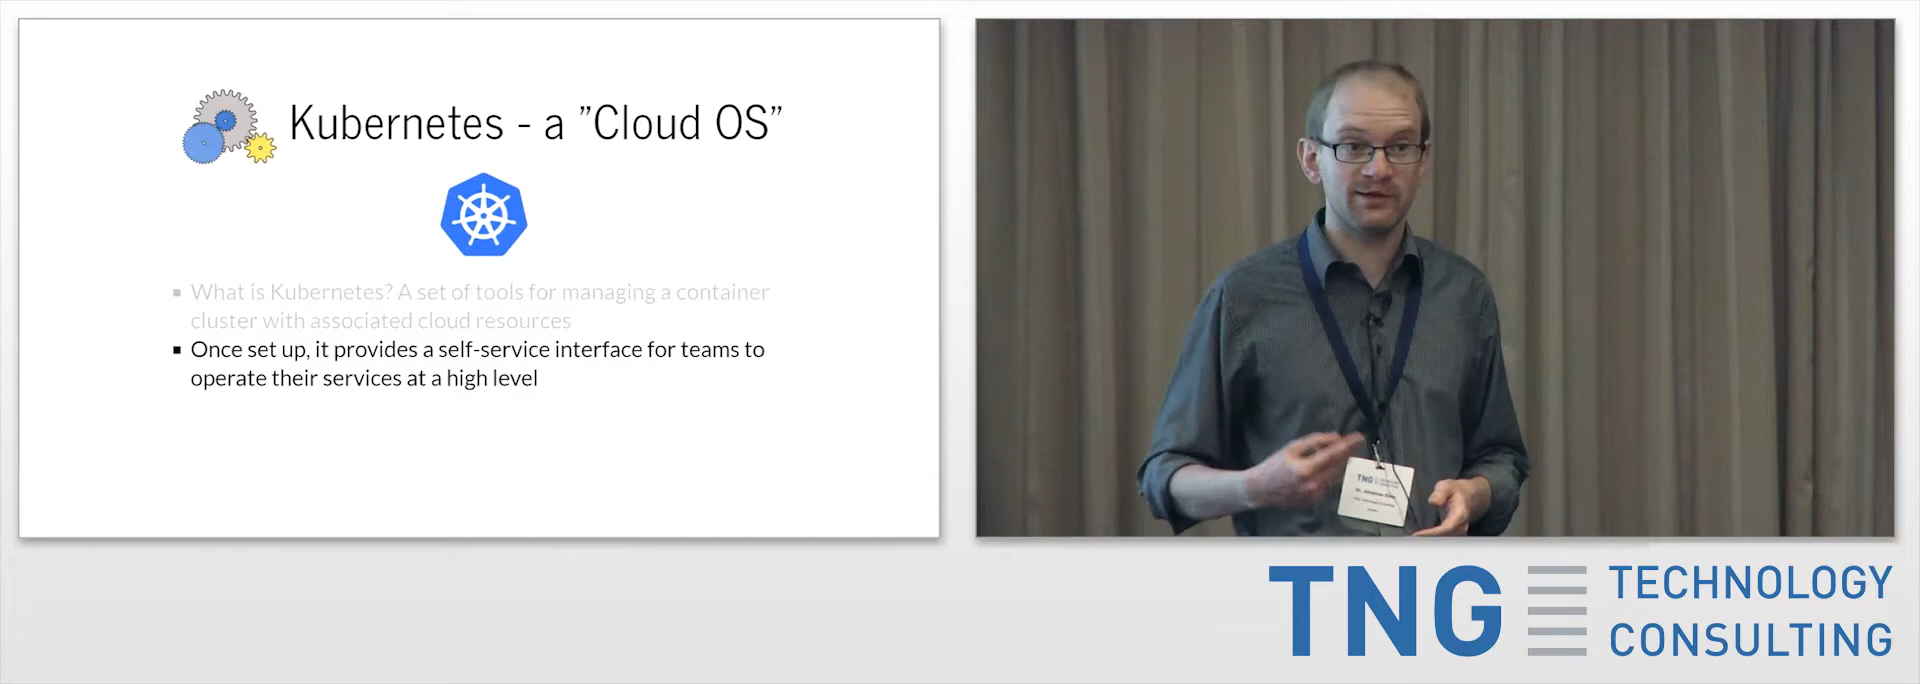 Kubernetes - a ”Cloud OS”
What is Kubernetes? A set of tools for managing a container
cluster with associated cloud resources
Once set up, it provides a self-service interface for teams to
operate their services at a high level
TNG
TNG
TECHNOLOGY
CONSULTING